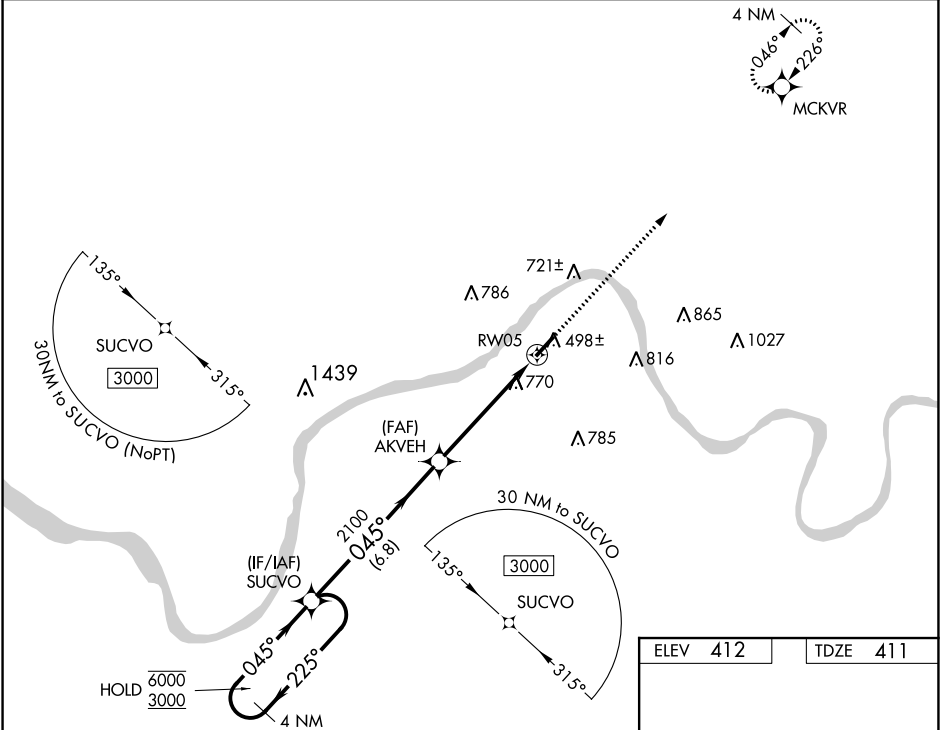 4 NM
046°
226°
MCKVR
135°
SUCVO
3000
315°
30NM to SUCVO (NoPT)
721±
786
865
RW05
498±
1027
816
1439
770
(FAF)
AKVEH
785
30 NM to SUCVO
2100
045°
(6.8)
135°
3000
SUCVO
315°
(IF/IAF)
SUCVO
045°
225°
HOLD 6000
3000
4 NM
ELEV 412
TDZE 411